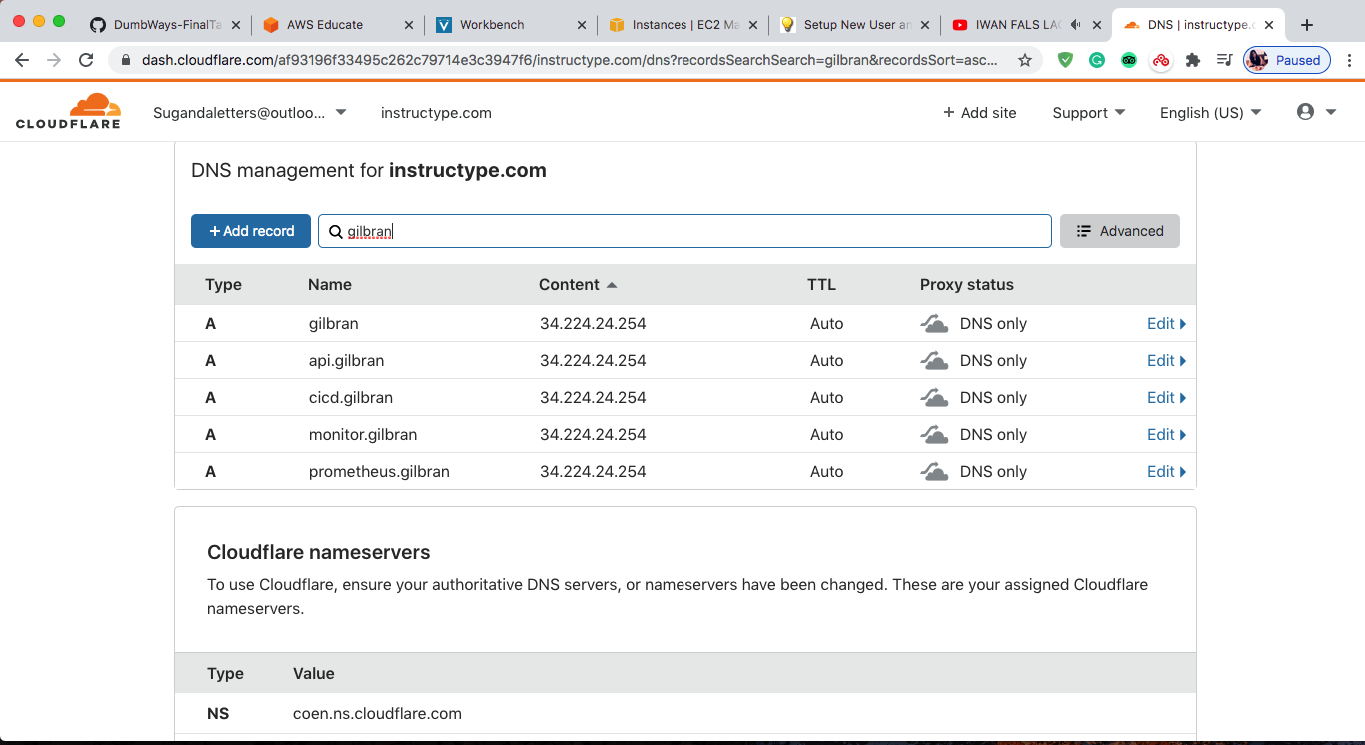 DumbWays-FinalTa
AWS Educate
Workbench
Instances | EC2 Ma
Setup New User an
IWAN FALS LAG
DNS | instructype.c
dash.cloudflare.com/af93196f33495c262c79714e3c3947f6/instructype.com/dns?recordsSearchSearch=gilbran&recordsSort=asc...
Paused
CLOUDFLARE
Sugandaletters@outloo...
instructype.com
+ Add site
Support
English (US)
DNS management for instructype.com
+ Add record
gilbran
Advanced
Type Name Content TTL Proxy status
A gilbran 34.224.24.254 Auto DNS only Edit
A api.gilbran 34.224.24.254 Auto DNS only Edit
A cicd.gilbran 34.224.24.254 Auto DNS only Edit
A monitor.gilbran 34.224.24.254 Auto DNS only Edit
A prometheus.gilbran 34.224.24.254 Auto DNS only Edit
Cloudflare nameservers
To use Cloudflare, ensure your authoritative DNS servers, or nameservers have been changed. These are your assigned Cloudflare
nameservers.
Type Value
NS coen.ns.cloudflare.com